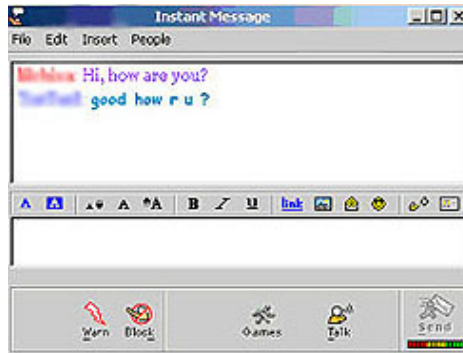 Instant Message
File Edit Insert People
Hi, how are you?
good how r u ?
A A A A A B I U link
Warn Block Games Talk Send